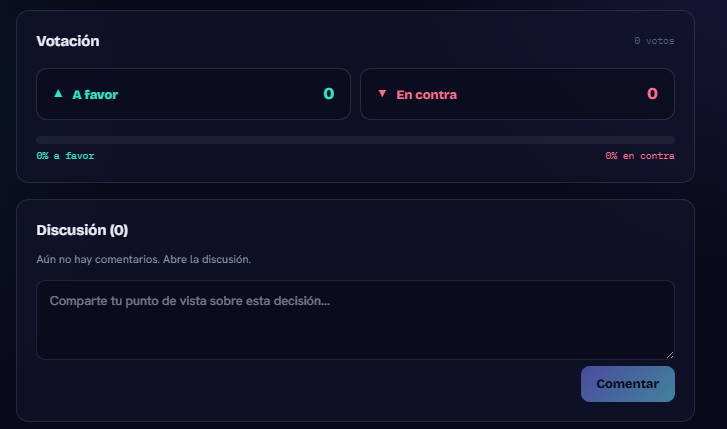 Votación
0 votos
▲ A favor 0
▼ En contra 0
0% a favor
0% en contra
Discusión (0)
Aún no hay comentarios. Abre la discusión.
Comparte tu punto de vista sobre esta decisión...
Comentar